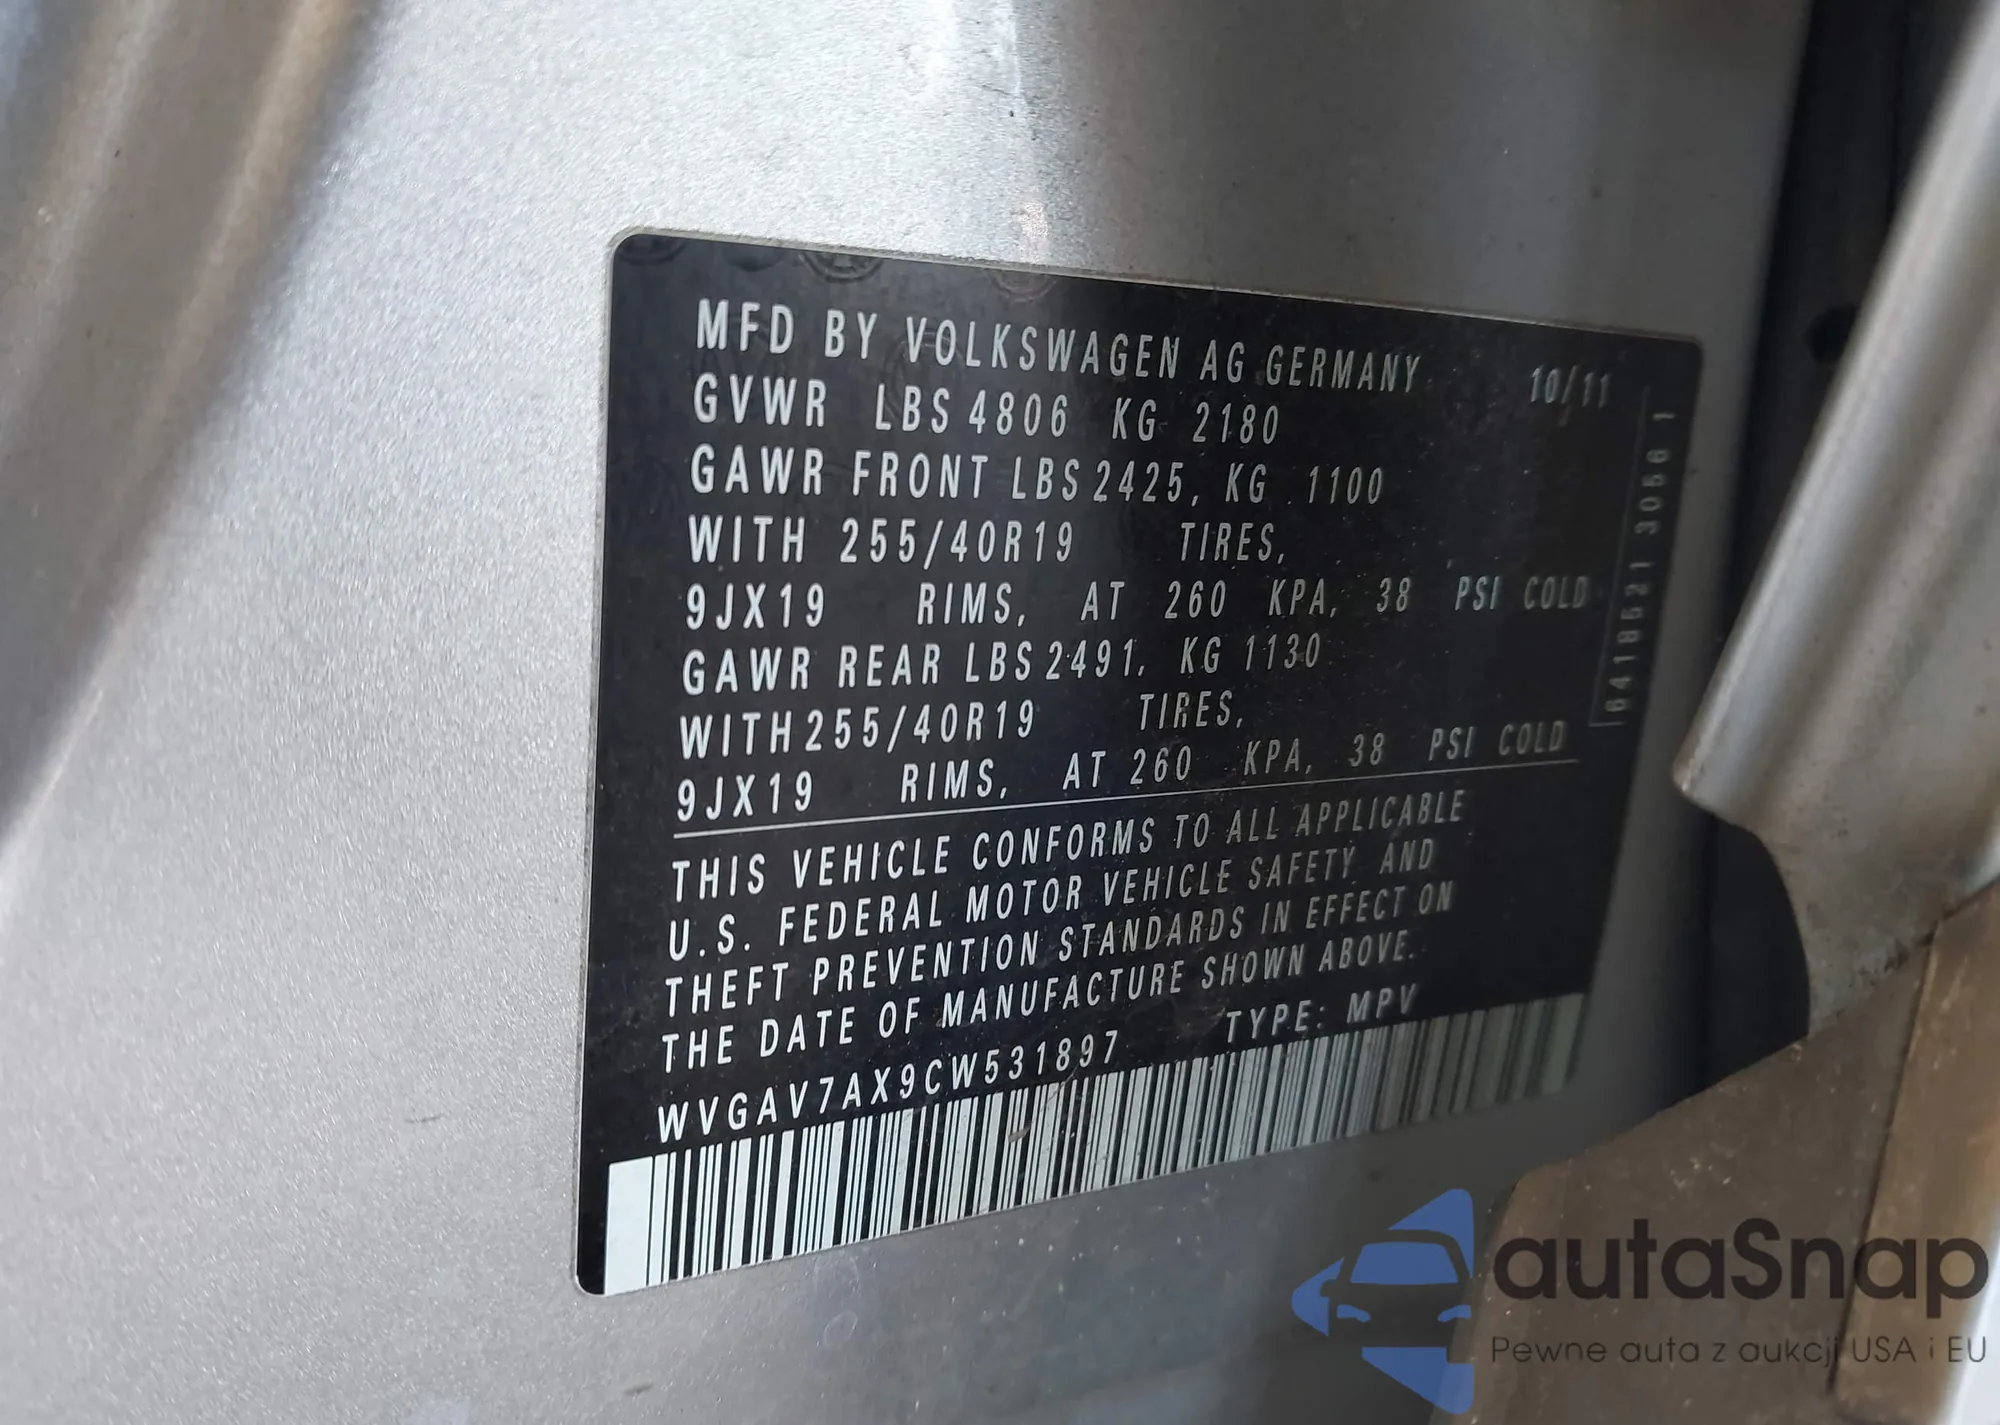 MFD BY VOLKSWAGEN AG GERMANY 10/11
GVWR LBS 4806 KG 2180
GAWR FRONT LBS 2425, KG 1100
WITH 255/40R19 TIRES,
9JX19 RIMS, AT 260 KPA, 38 PSI COLD
GAWR REAR LBS 2491, KG 1130
WITH 255/40R19 TIRES,
9JX19 RIMS, AT 260 KPA, 38 PSI COLD
THIS VEHICLE CONFORMS TO ALL APPLICABLE
U.S. FEDERAL MOTOR VEHICLE SAFETY AND
THEFT PREVENTION STANDARDS IN EFFECT ON
THE DATE OF MANUFACTURE SHOWN ABOVE.
WVGAV7AX9CW531897 TYPE: MPV
autaSnap
Pewne auta z aukcji USA i EU